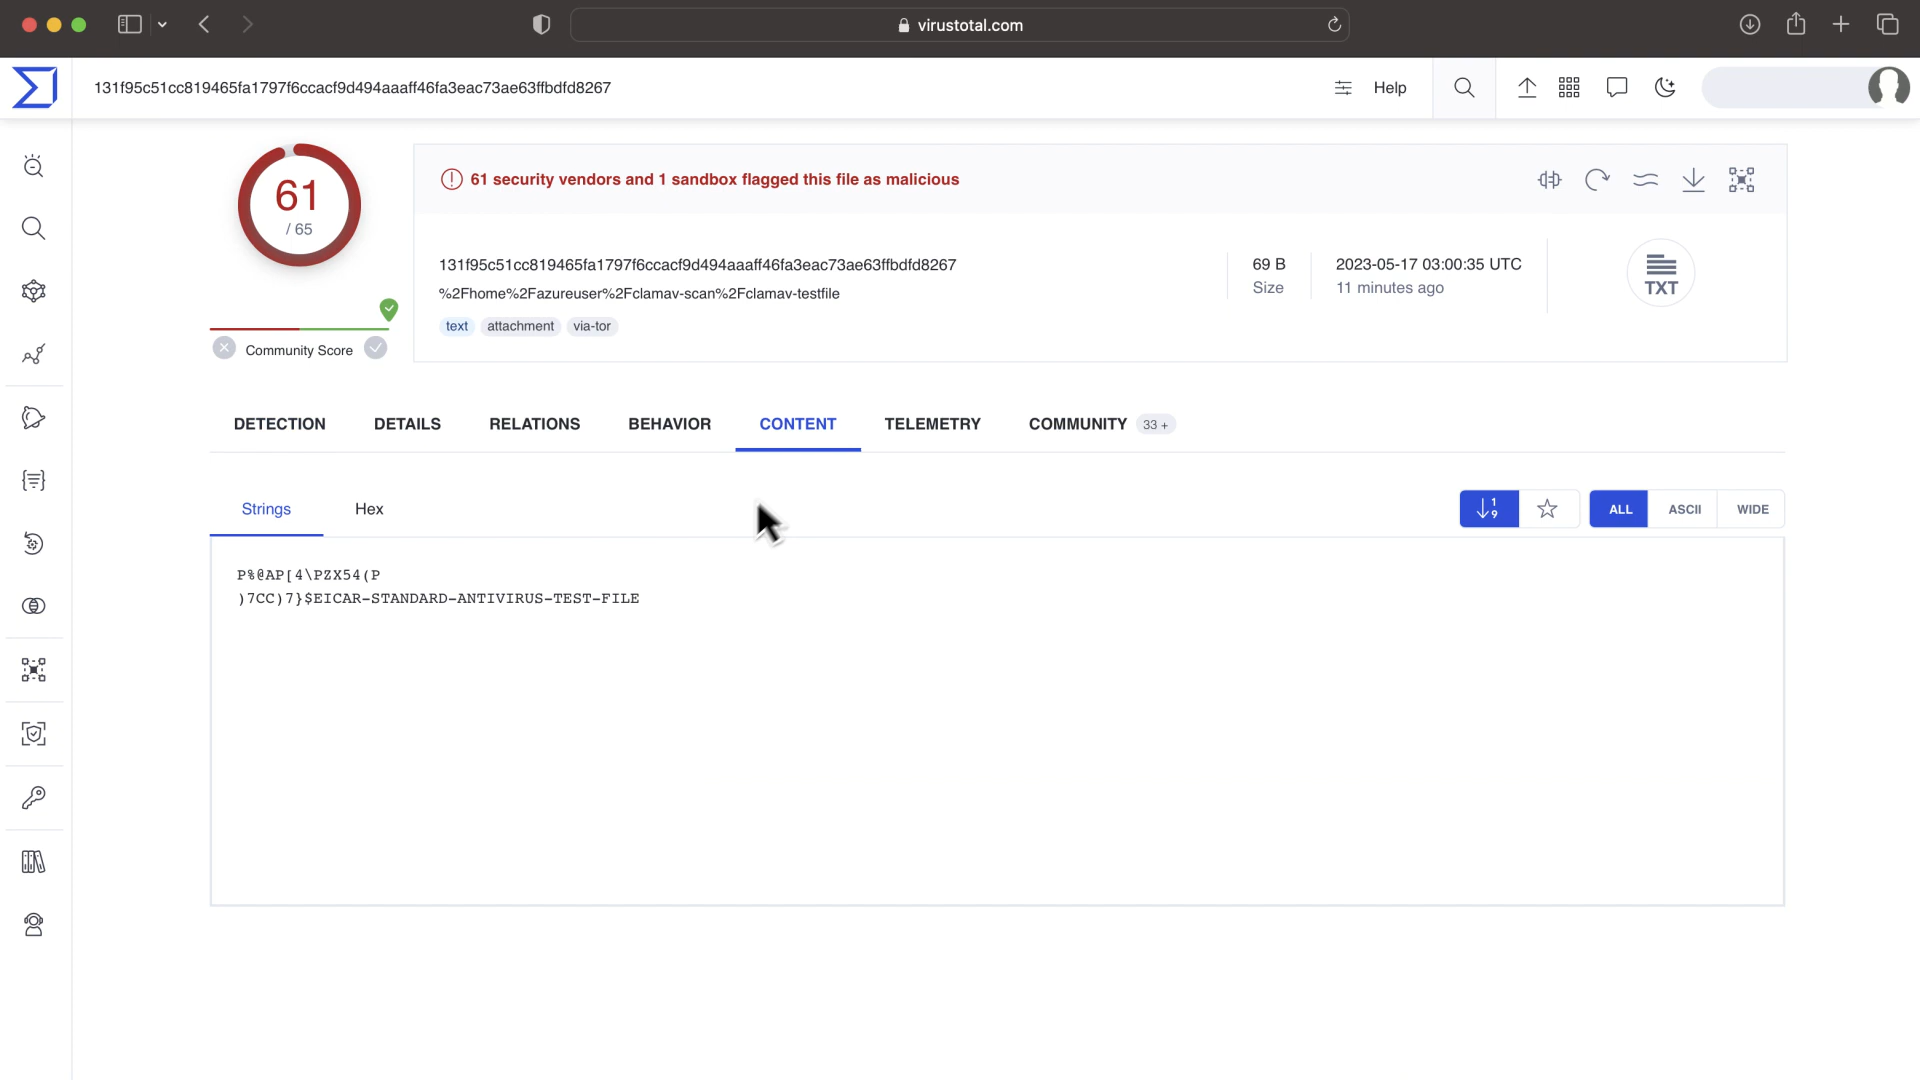 virustotal.com
131f95c51cc819465fa1797f6ccacf9d494aaaff46fa3eac73ae63ffbdfd8267
Help
61
/ 65
61 security vendors and 1 sandbox flagged this file as malicious
131f95c51cc819465fa1797f6ccacf9d494aaaff46fa3eac73ae63ffbdfd8267
%2Fhome%2Fazureuser%2Fclamav-scan%2Fclamav-testfile
text attachment via-tor
69 B
Size
2023-05-17 03:00:35 UTC
11 minutes ago
TXT
Community Score
DETECTION DETAILS RELATIONS BEHAVIOR CONTENT TELEMETRY COMMUNITY 33 +
Strings Hex
1
9
ALL ASCII WIDE
P%@AP[4\PZX54(P
)7CC)7}$EICAR-STANDARD-ANTIVIRUS-TEST-FILE